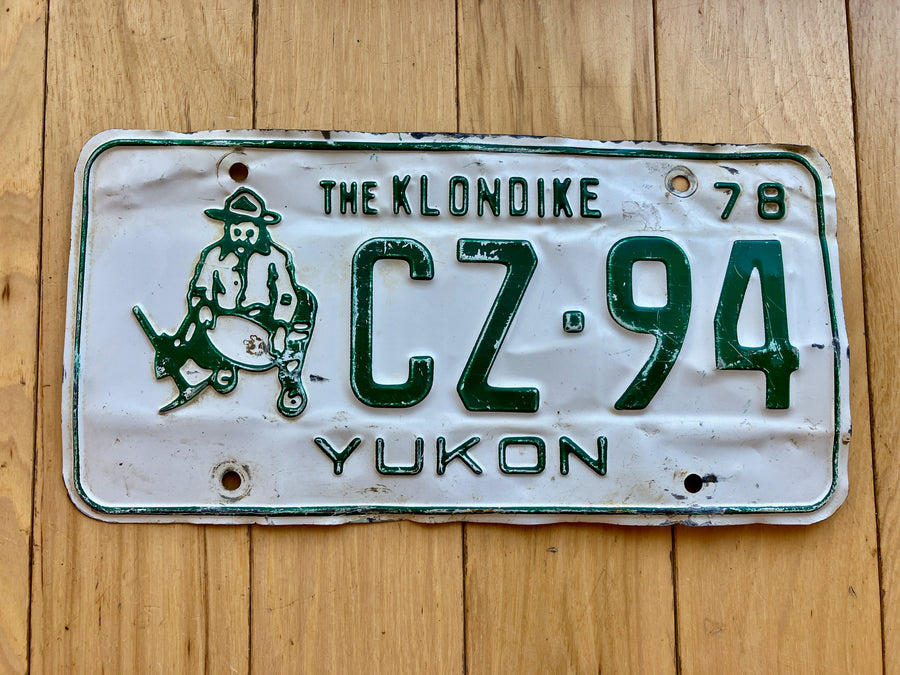 THE KLONDIKE 78
CZ·94
YUKON